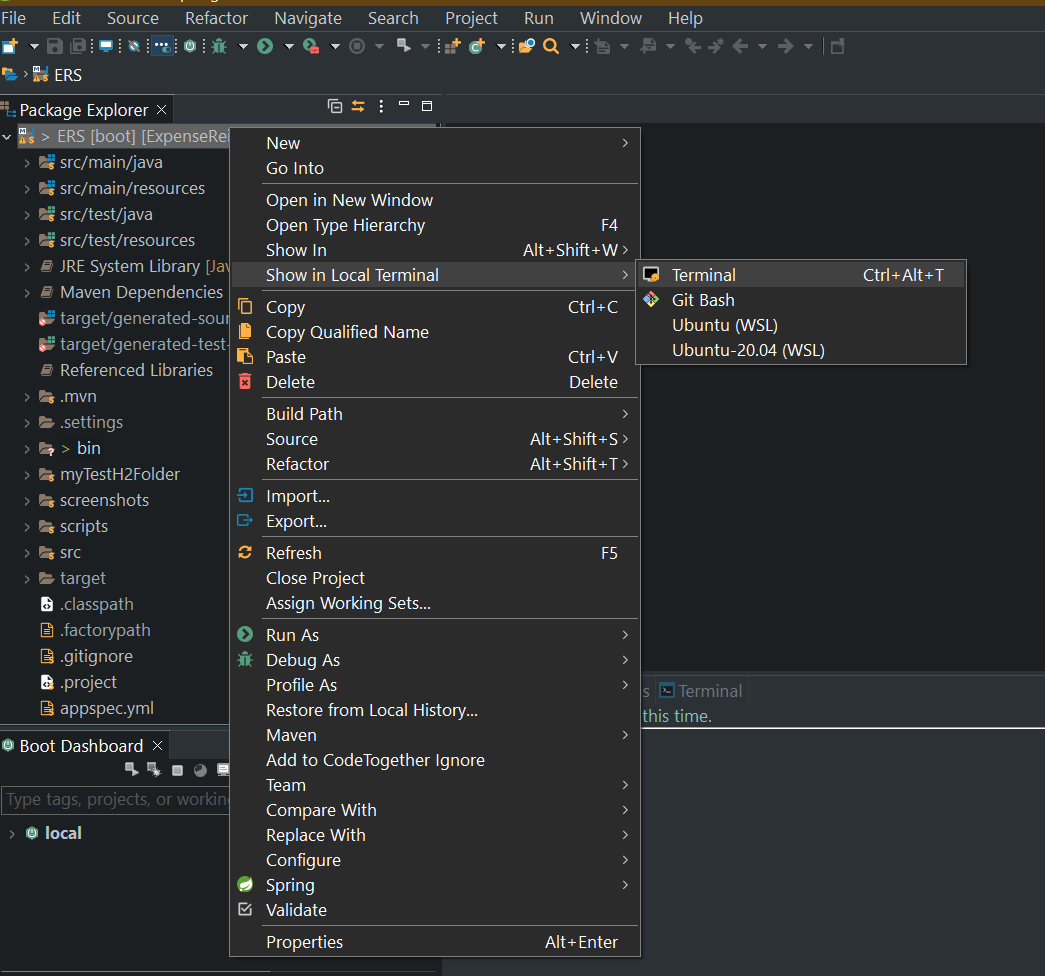 File Edit Source Refactor Navigate Search Project Run Window Help
ERS
Package Explorer
> ERS [boot] [ExpenseRei
src/main/java
src/main/resources
src/test/java
src/test/resources
JRE System Library [Jav
Maven Dependencies
target/generated-sour
target/generated-test-
Referenced Libraries
.mvn
.settings
> bin
myTestH2Folder
screenshots
scripts
src
target
.classpath
.factorypath
.gitignore
.project
appspec.yml
Boot Dashboard
Type tags, projects, or working
local
New
Go Into
Open in New Window
Open Type Hierarchy F4
Show In Alt+Shift+W
Show in Local Terminal
Copy Ctrl+C
Copy Qualified Name
Paste Ctrl+V
Delete Delete
Build Path
Source Alt+Shift+S
Refactor Alt+Shift+T
Import...
Export...
Refresh F5
Close Project
Assign Working Sets...
Run As
Debug As
Profile As
Restore from Local History...
Maven
Add to CodeTogether Ignore
Team
Compare With
Replace With
Configure
Spring
Validate
Properties Alt+Enter
Terminal Ctrl+Alt+T
Git Bash
Ubuntu (WSL)
Ubuntu-20.04 (WSL)
s Terminal
this time.